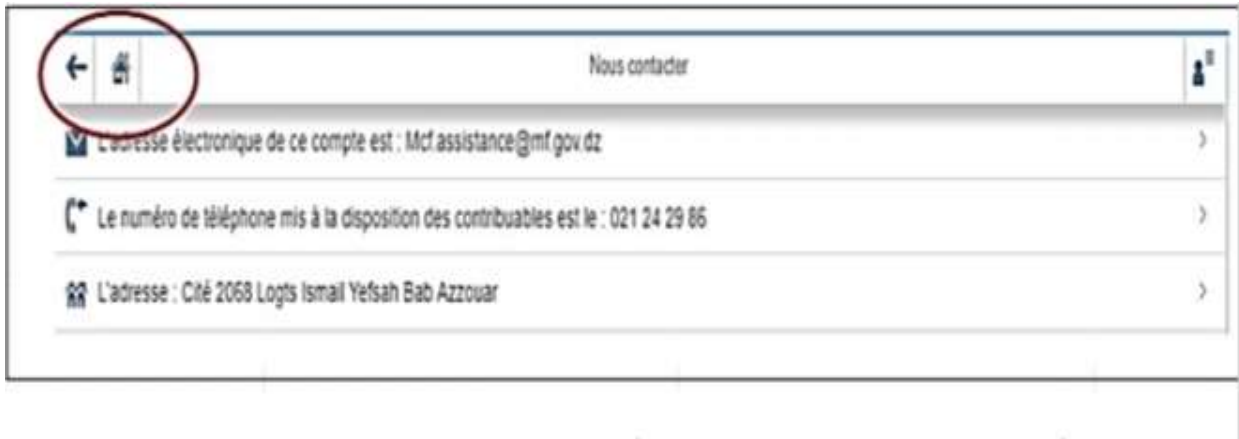 Nous contacter
L'adresse électronique de ce compte est : Mcf.assistance@mf.gov.dz
Le numéro de téléphone mis à la disposition des contribuables est le : 021 24 29 86
L'adresse : Cité 2068 Logts Ismail Yefsah Bab Azzouar